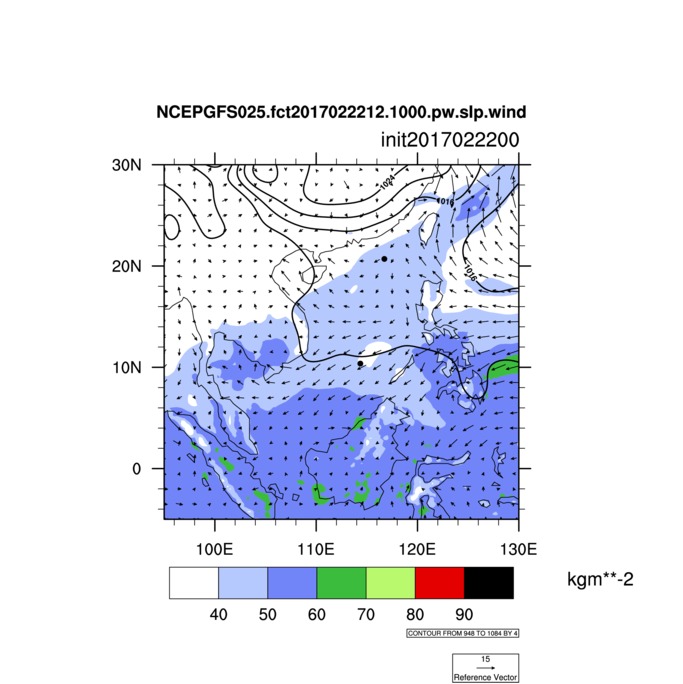 NCEPGFS025.fct2017022212.1000.pw.slp.wind
init2017022200
30N
20N
10N
0
1024
1016
1016
100E 110E 120E 130E
40 50 60 70 80 90
kgm**-2
CONTOUR FROM 948 TO 1084 BY 4
15
Reference Vector